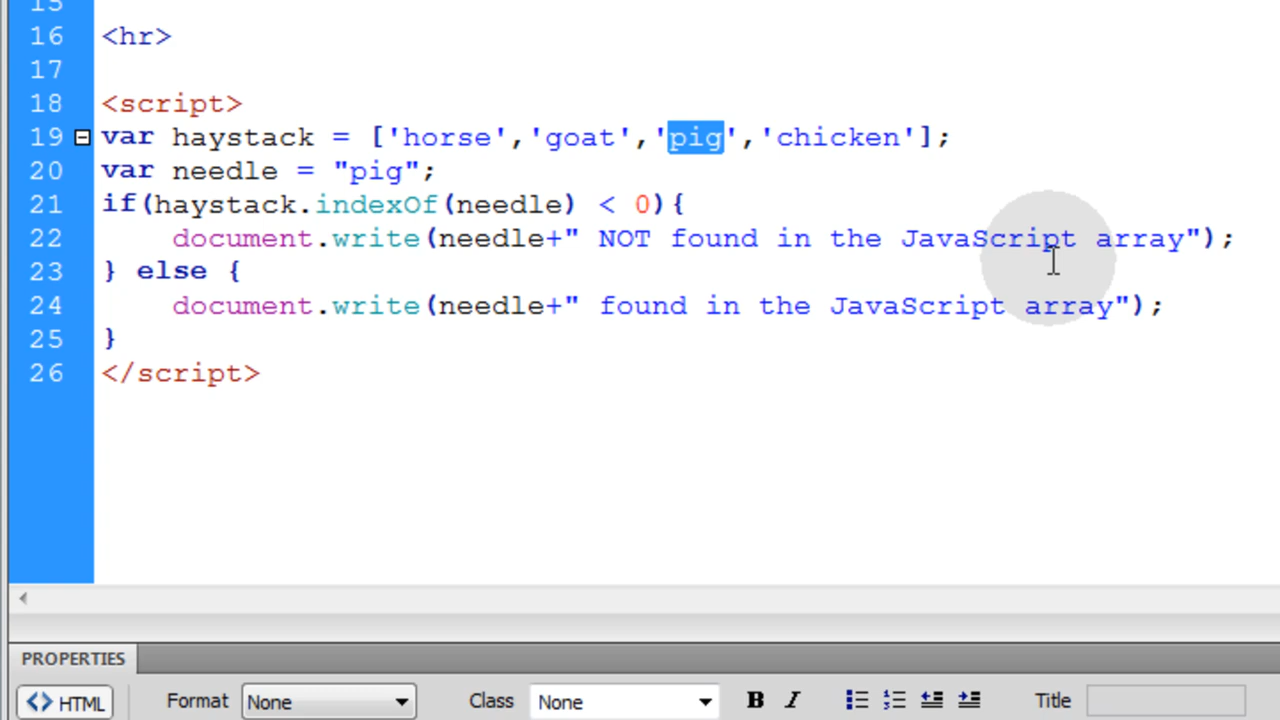 15
16 <hr>
17
18 <script>
19 var haystack = ['horse','goat','pig','chicken'];
20 var needle = "pig";
21 if(haystack.indexOf(needle) < 0){
22     document.write(needle+" NOT found in the JavaScript array");
23 } else {
24     document.write(needle+" found in the JavaScript array");
25 }
26 </script>
PROPERTIES
<> HTML Format None Class None B I Title